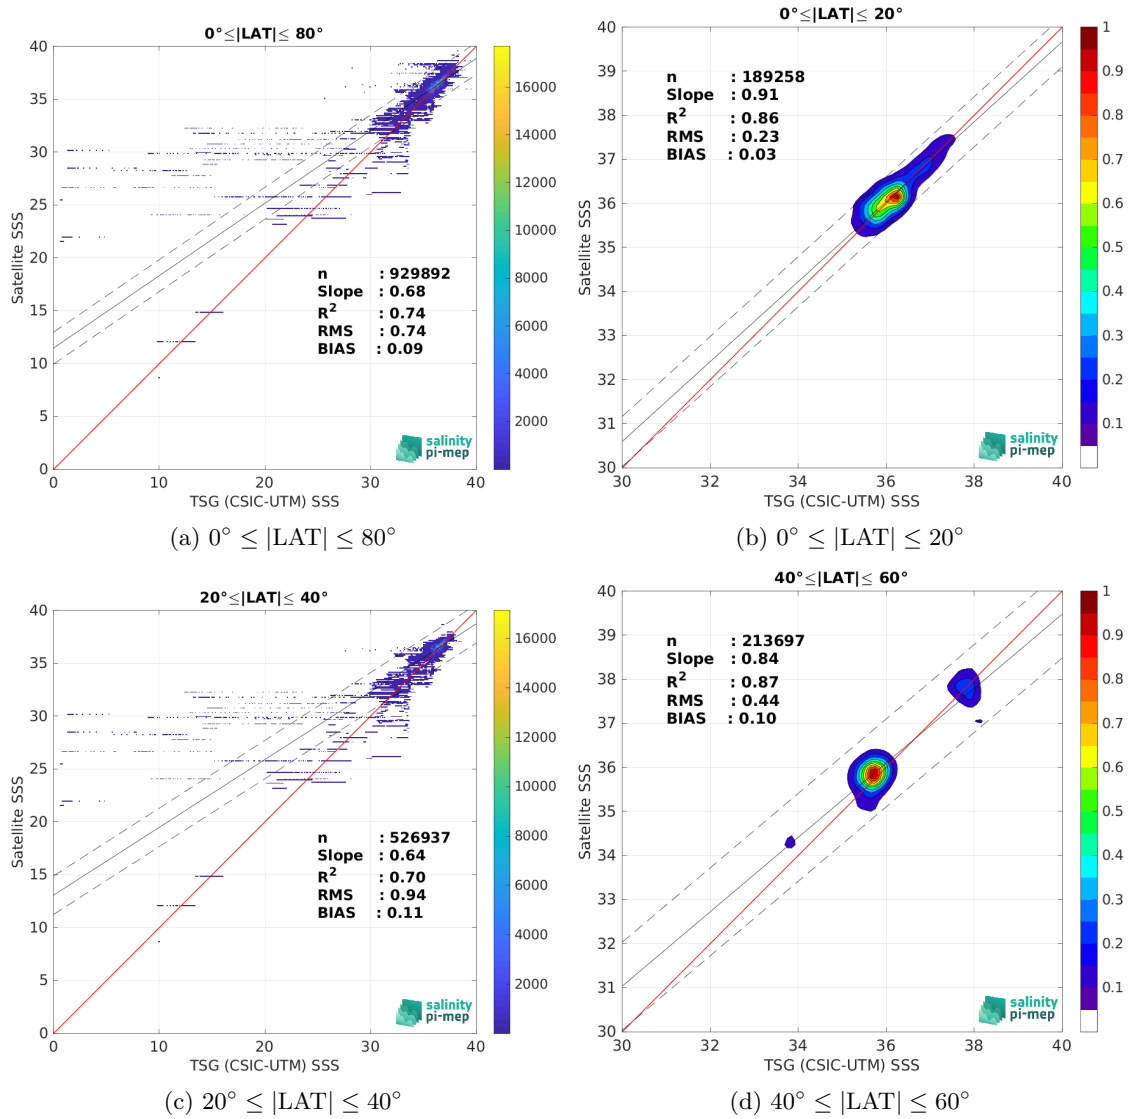 0°≤|LAT|≤ 80°
40
35
30
25
20
15
10
5
0
Satellite SSS
n : 929892
Slope : 0.68
R² : 0.74
RMS : 0.74
BIAS : 0.09
salinity
pi-mep
0 10 20 30 40
TSG (CSIC-UTM) SSS
16000
14000
12000
10000
8000
6000
4000
2000
(a) 0° ≤ |LAT| ≤ 80°
0°≤|LAT|≤ 20°
40
39
38
37
36
35
34
33
32
31
30
Satellite SSS
n : 189258
Slope : 0.91
R² : 0.86
RMS : 0.23
BIAS : 0.03
salinity
pi-mep
30 32 34 36 38 40
TSG (CSIC-UTM) SSS
1
0.9
0.8
0.7
0.6
0.5
0.4
0.3
0.2
0.1
(b) 0° ≤ |LAT| ≤ 20°
20°≤|LAT|≤ 40°
40
35
30
25
20
15
10
5
0
Satellite SSS
n : 526937
Slope : 0.64
R² : 0.70
RMS : 0.94
BIAS : 0.11
salinity
pi-mep
0 10 20 30 40
TSG (CSIC-UTM) SSS
16000
14000
12000
10000
8000
6000
4000
2000
0
(c) 20° ≤ |LAT| ≤ 40°
40°≤|LAT|≤ 60°
40
39
38
37
36
35
34
33
32
31
30
Satellite SSS
n : 213697
Slope : 0.84
R² : 0.87
RMS : 0.44
BIAS : 0.10
salinity
pi-mep
30 32 34 36 38 40
TSG (CSIC-UTM) SSS
1
0.9
0.8
0.7
0.6
0.5
0.4
0.3
0.2
0.1
(d) 40° ≤ |LAT| ≤ 60°